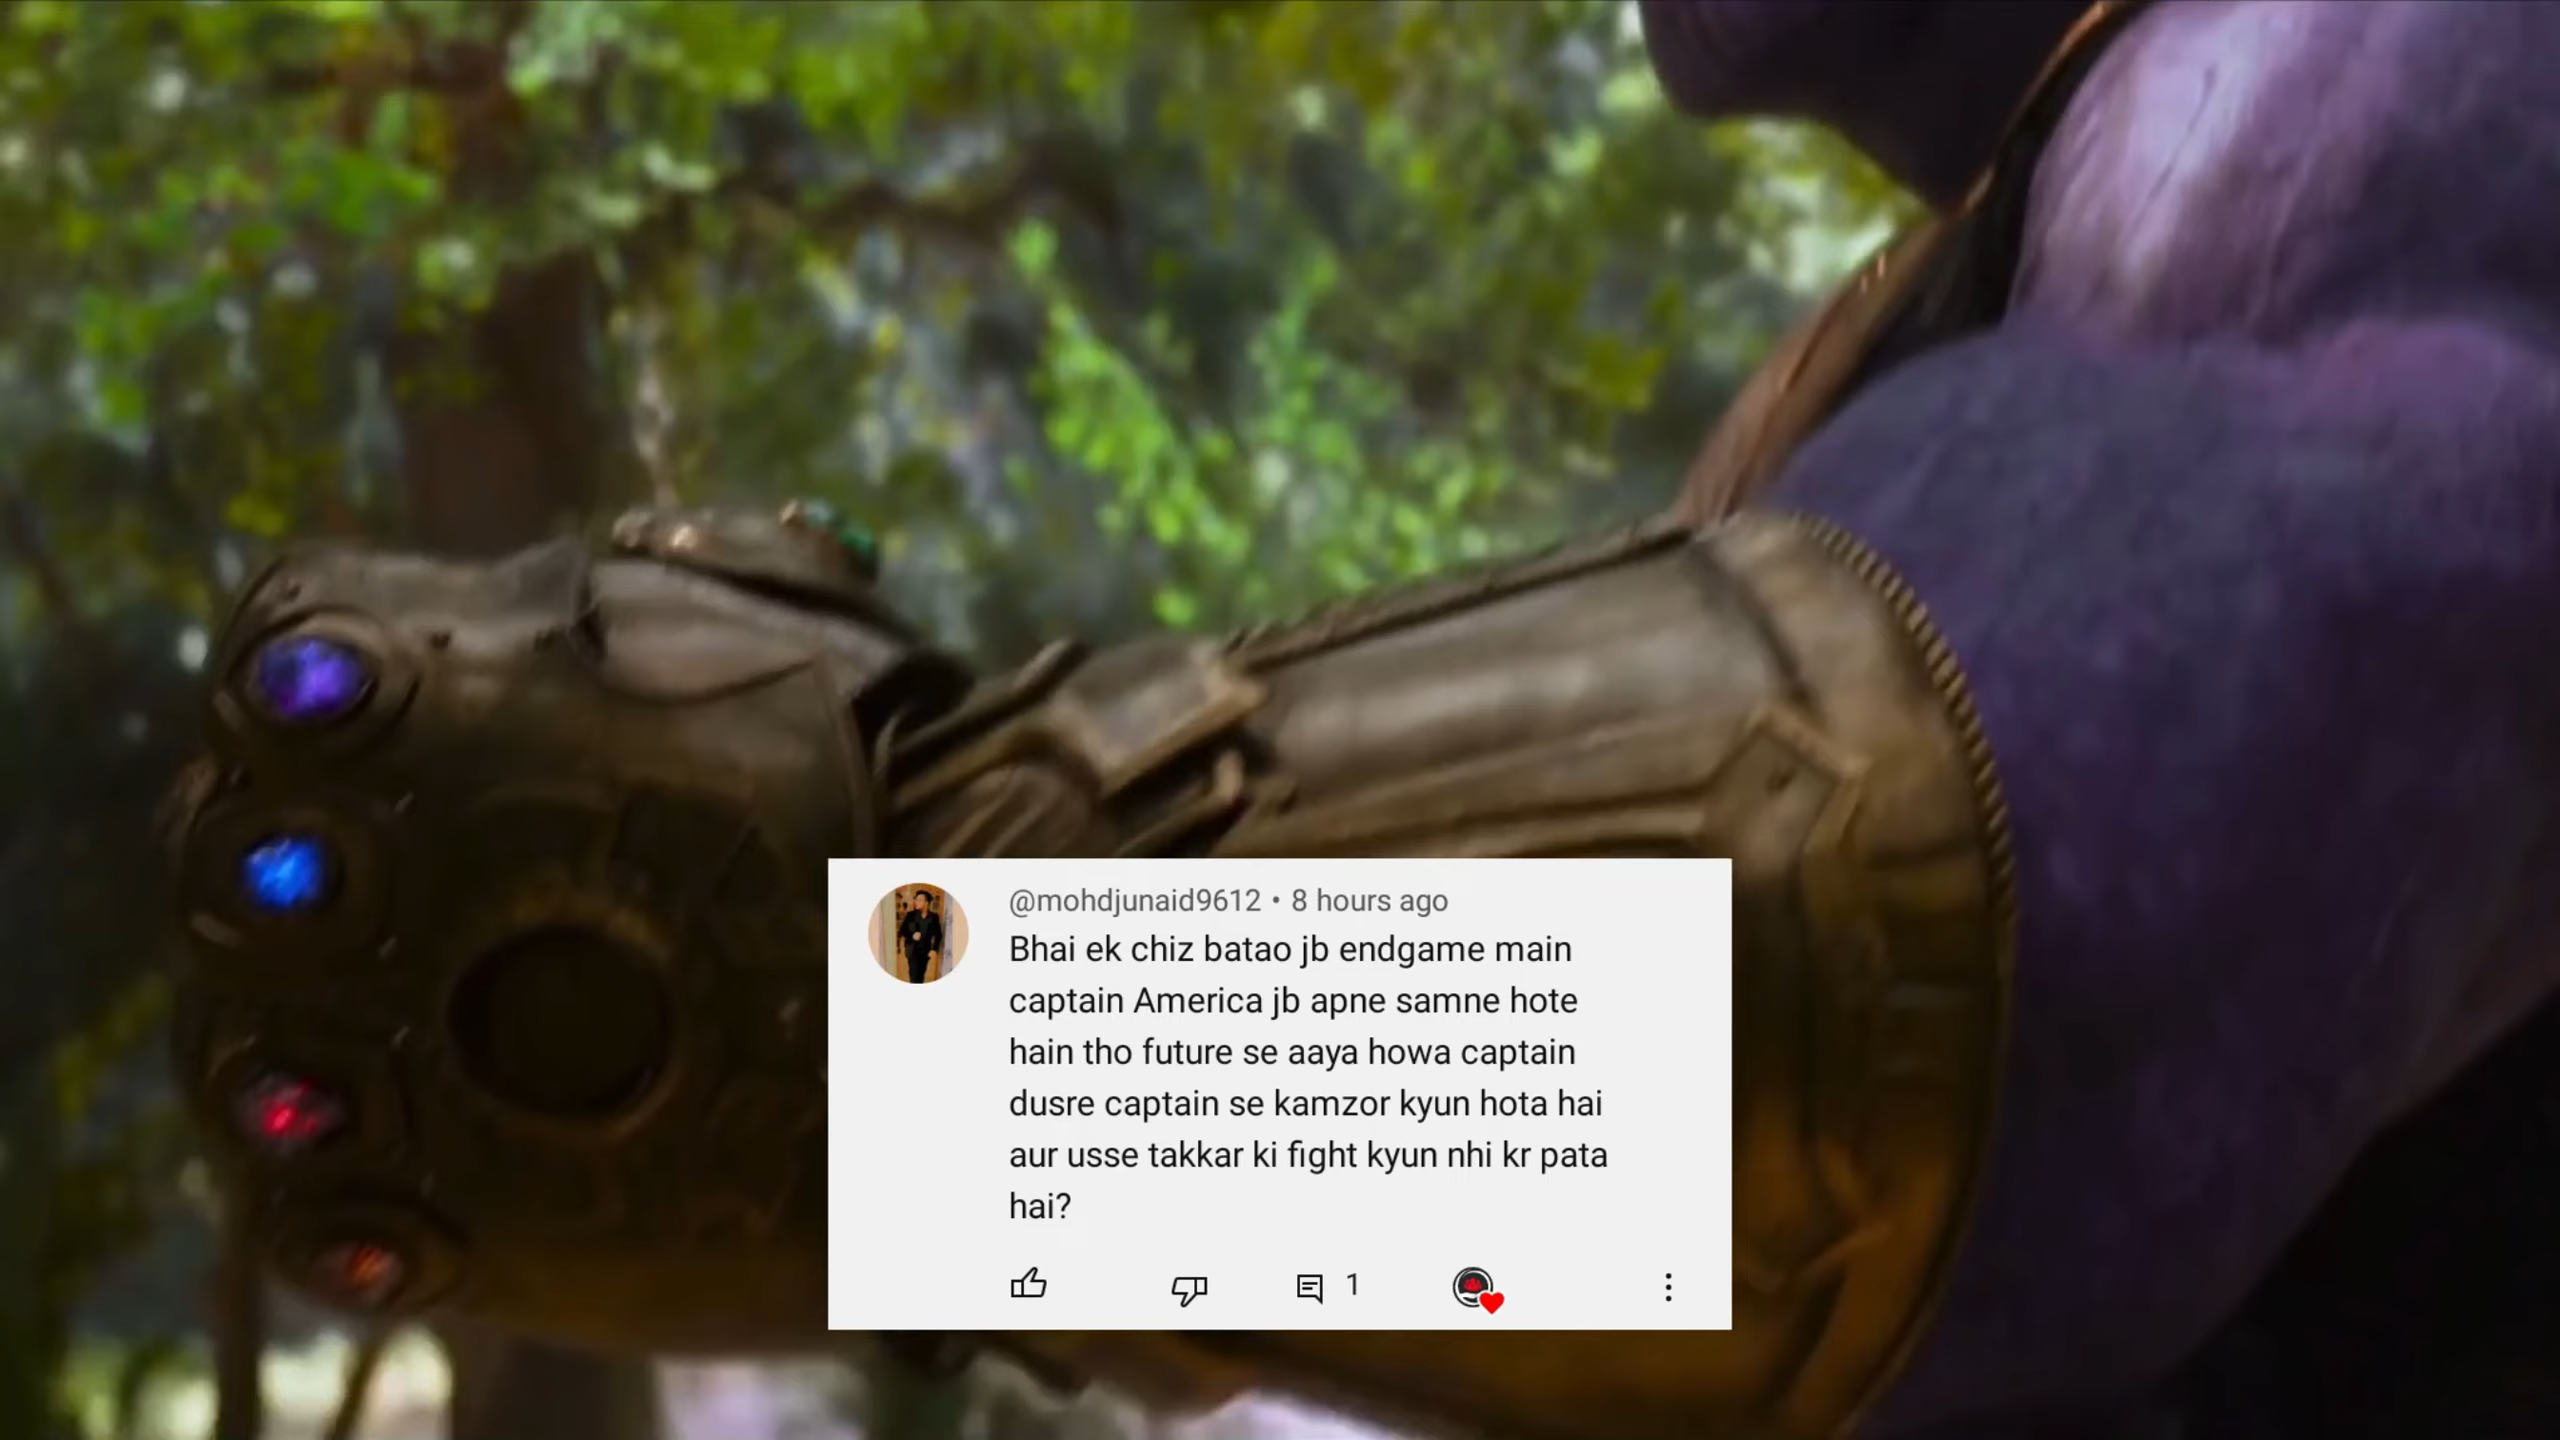 @mohdjunaid9612 • 8 hours ago
Bhai ek chiz batao jb endgame main
captain America jb apne samne hote
hain tho future se aaya howa captain
dusre captain se kamzor kyun hota hai
aur usse takkar ki fight kyun nhi kr pata
hai?
1